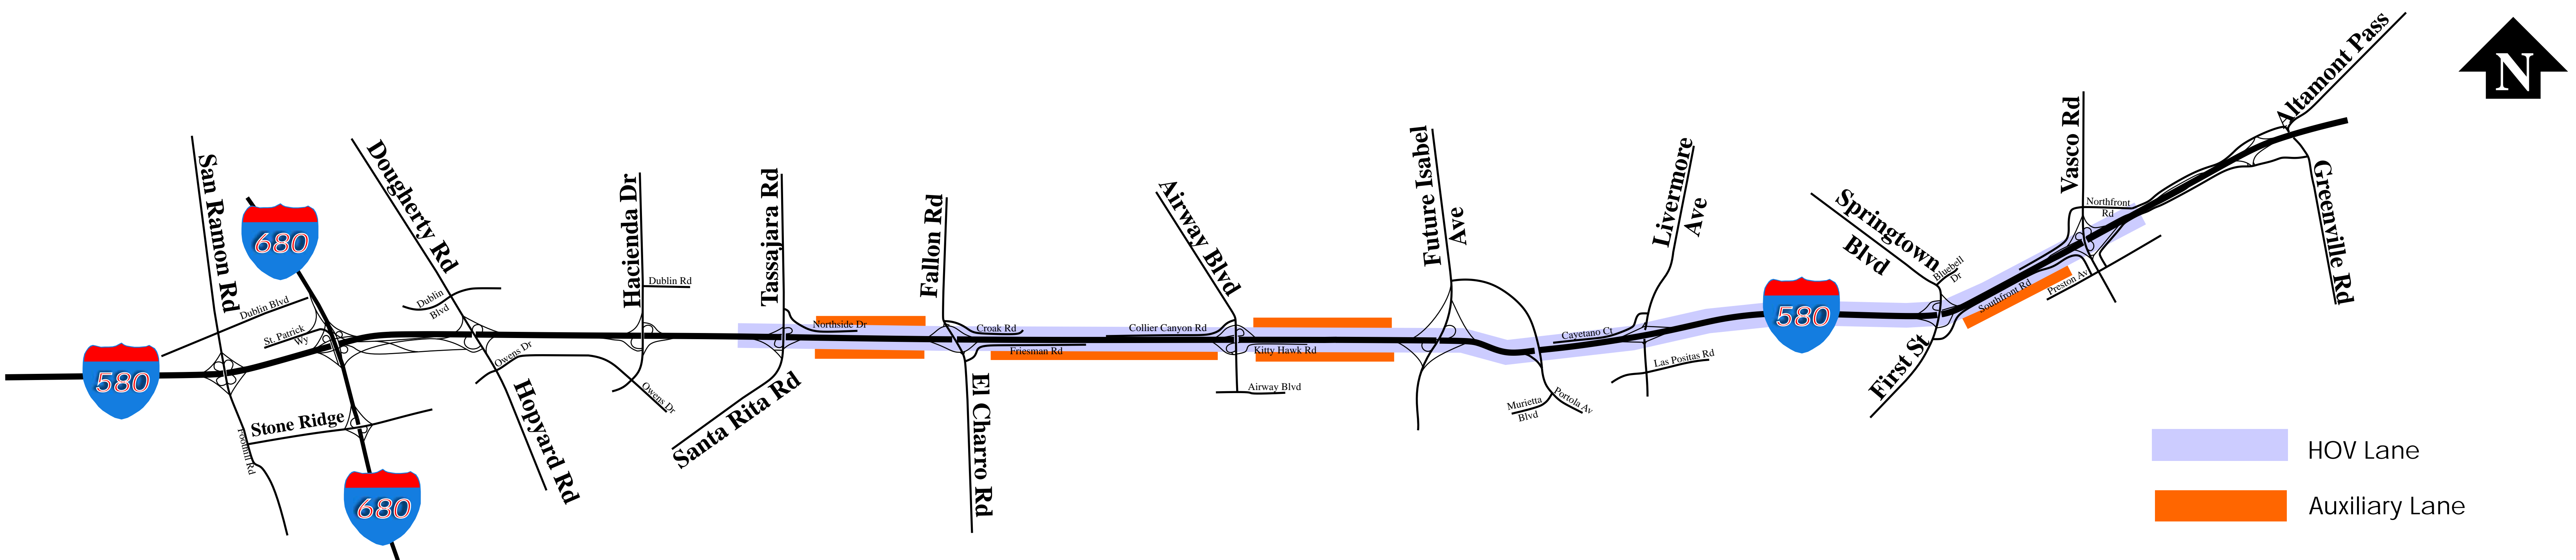 San Ramon Rd
680
Dougherty Rd
Hacienda Dr
Tassajara Rd
Fallon Rd
Airway Blvd
Future Isabel
Ave
Livermore
Ave
Springtown
Blvd
Vasco Rd
Altamont Pass
N
Dublin Blvd
St. Patrick
Wy
Dublin
Blvd
Dublin Rd
Northside Dr
Croak Rd
Collier Canyon Rd
Cayetano Ct
580
Bluebell
Dr
Northfront
Rd
Southfront Rd
Preston Av
Greenville Rd
580
Owens Dr
Owens Dr
Friesman Rd
Kitty Hawk Rd
Airway Blvd
Las Positas Rd
Murietta
Blvd
Portola Av
First St
Stone Ridge
Foothill Rd
680
Hopyard Rd
Santa Rita Rd
El Charro Rd
HOV Lane
Auxiliary Lane